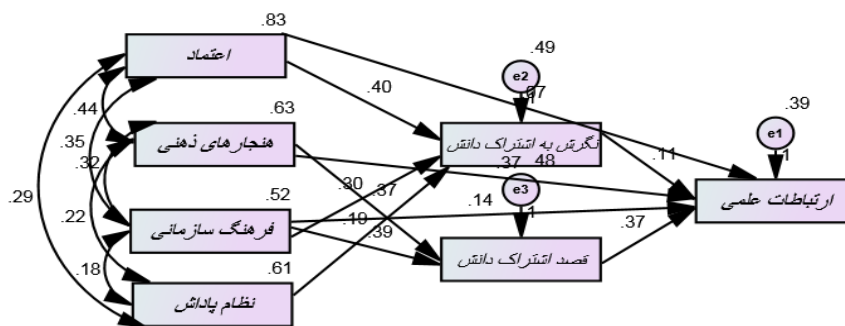 .83
اعتماد
.49
e2
.07
1
.63
.40
.39
e1
1
.44
هنجارهای ذهنی
نگرش به اشتراک دانش
.35
.32
.37
.48
.11
.30
.37
e3
.29
.52
.14
ارتباطات علمی
.22
فرهنگ سازمانی
.19
1
.37
.39
قصد اشتراک دانش
.18
.61
نظام پاداش